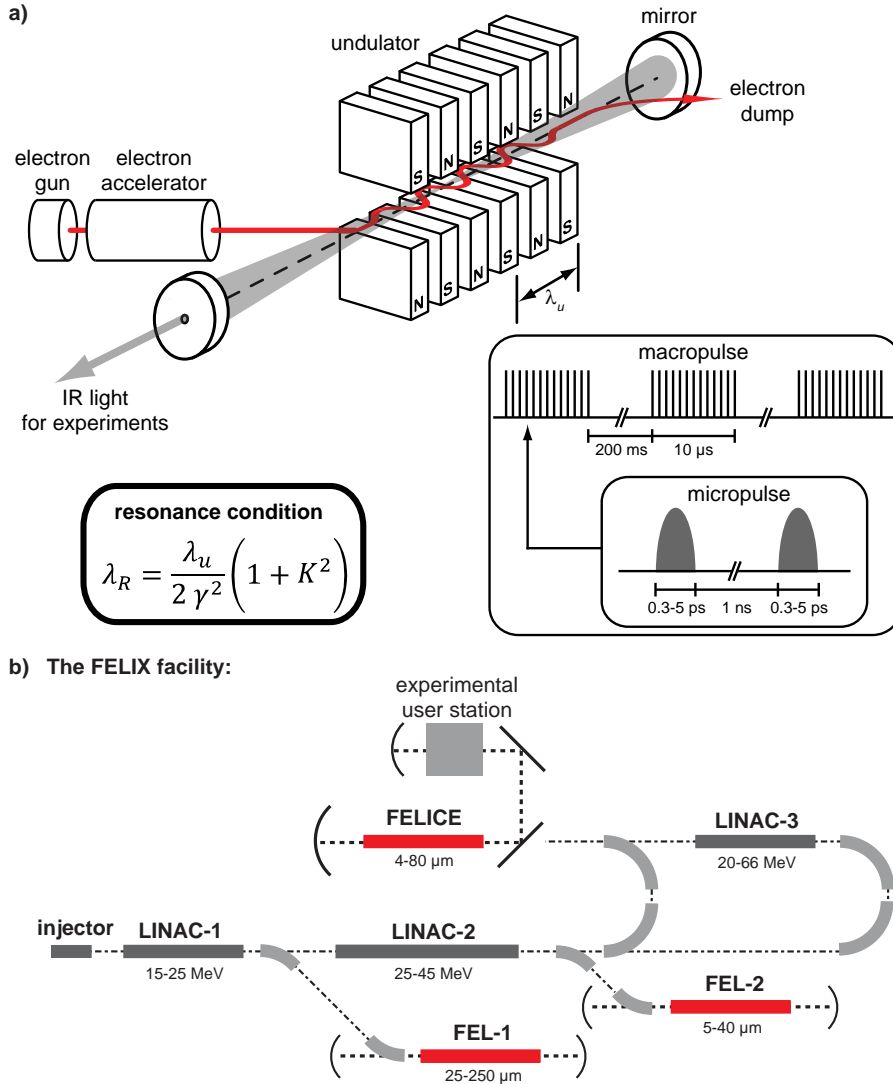 a)
undulator
mirror
electron
dump
electron
gun
electron
accelerator
S
N
S
N
S
N
N
S
N
S
N
S
λu
IR light
for experiments
macropulse
200 ms
10 µs
micropulse
0.3-5 ps
1 ns
0.3-5 ps
resonance condition
λR = λu / 2 γ² (1 + K²)
b) The FELIX facility:
experimental
user station
FELICE
4-80 µm
LINAC-3
20-66 MeV
injector
LINAC-1
15-25 MeV
LINAC-2
25-45 MeV
FEL-2
5-40 µm
FEL-1
25-250 µm